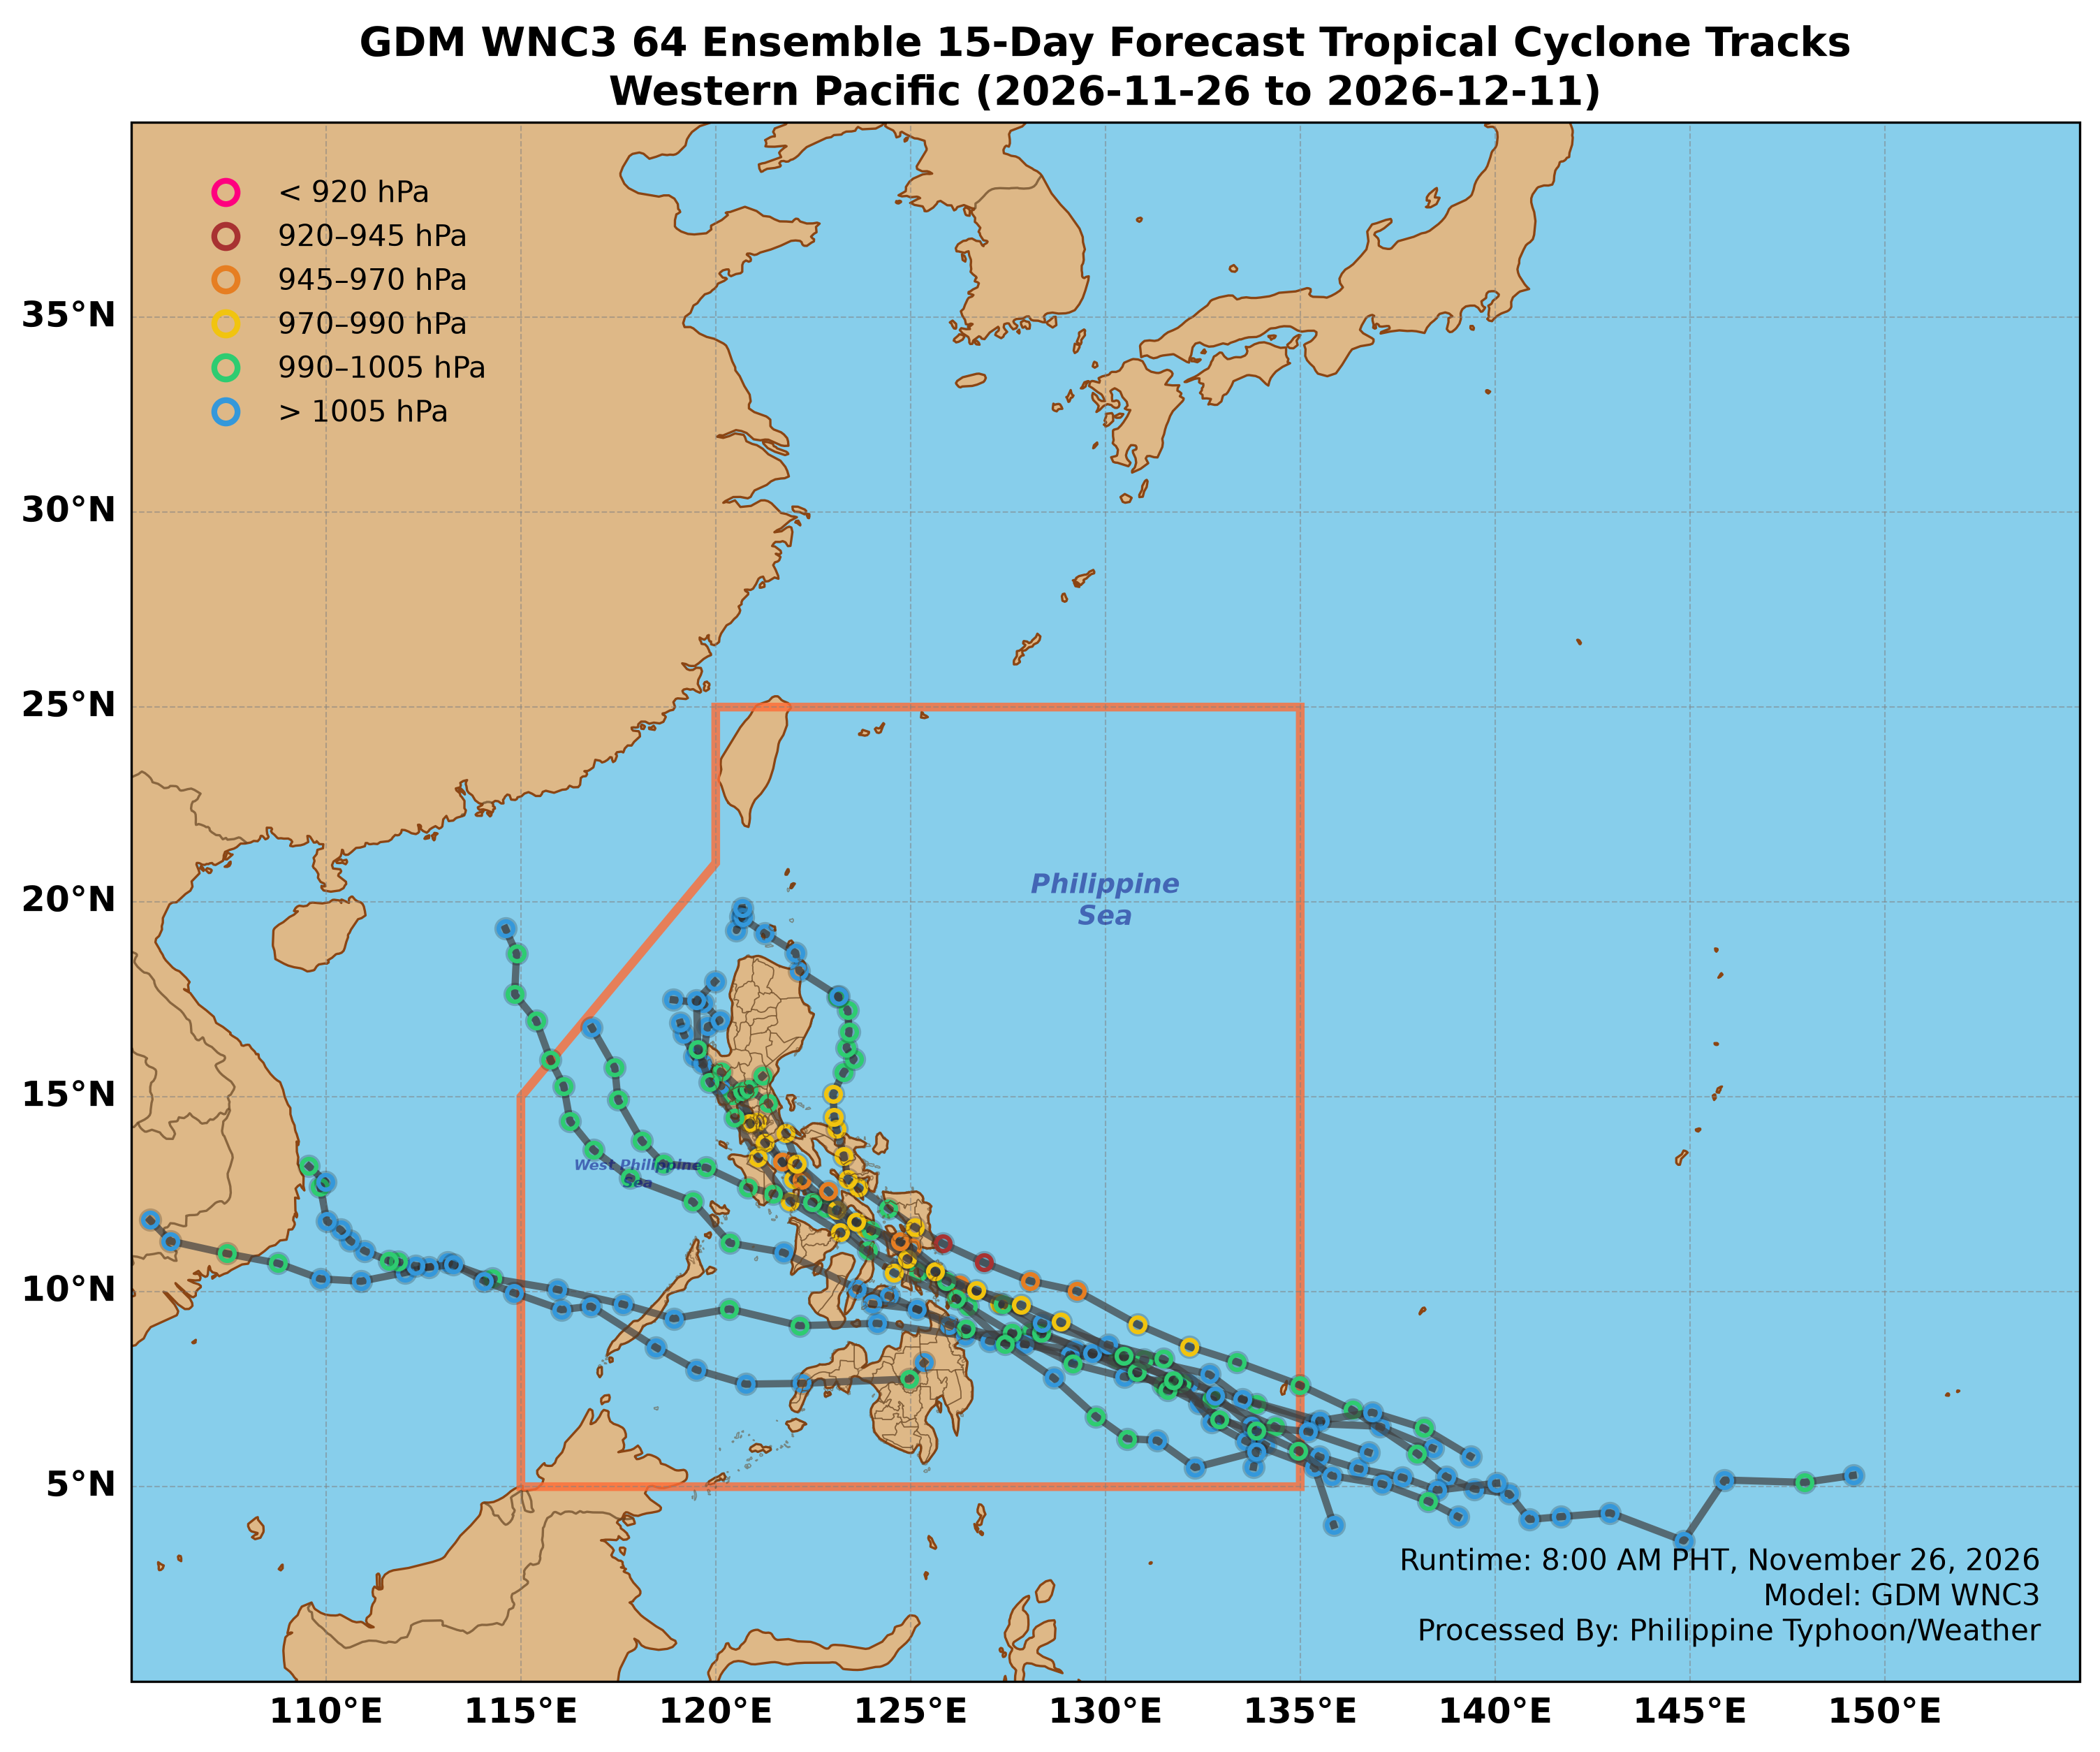 GDM WNC3 64 Ensemble 15-Day Forecast Tropical Cyclone Tracks
Western Pacific (2026-11-26 to 2026-12-11)
< 920 hPa
920–945 hPa
945–970 hPa
970–990 hPa
990–1005 hPa
> 1005 hPa
35°N
30°N
25°N
20°N
15°N
10°N
5°N
Philippine
Sea
West Philippine
Sea
Runtime: 8:00 AM PHT, November 26, 2026
Model: GDM WNC3
Processed By: Philippine Typhoon/Weather
110°E 115°E 120°E 125°E 130°E 135°E 140°E 145°E 150°E